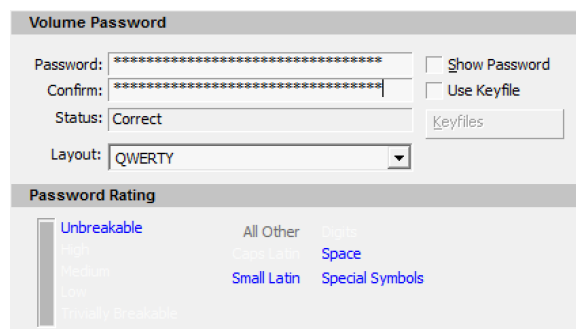 Volume Password
Password: ********************************** Show Password
Confirm: ********************************** Use Keyfile
Status: Correct Keyfiles
Layout: QWERTY
Password Rating
Unbreakable All Other Digits
High Caps Latin Space
Medium Small Latin Special Symbols
Low
Trivially Breakable